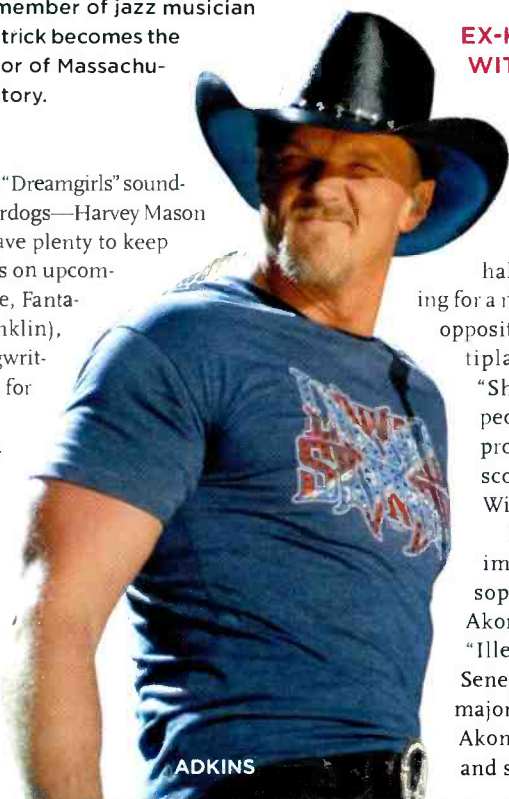 member of jazz musician
trick becomes the
or of Massachu-
tory.
"Dreamgirls" sound-
rdogs—Harvey Mason
ave plenty to keep
s on upcom-
e, Fanta-
nklin),
gwrit-
for
ADKINS
EX-
WIT
hal
ing for a
opposit
tipla
"Sh
pec
pro
sco
Wi
im
sop
Akon
"Ille
Sene
major
Akon
and s